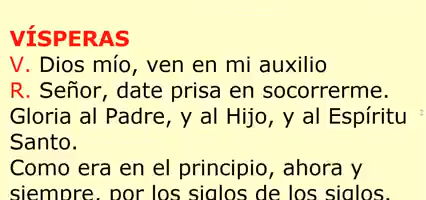 VÍSPERAS
V. Dios mío, ven en mi auxilio
R. Señor, date prisa en socorrerme.
Gloria al Padre, y al Hijo, y al Espíritu
Santo.
Como era en el principio, ahora y
siempre, por los siglos de los siglos.